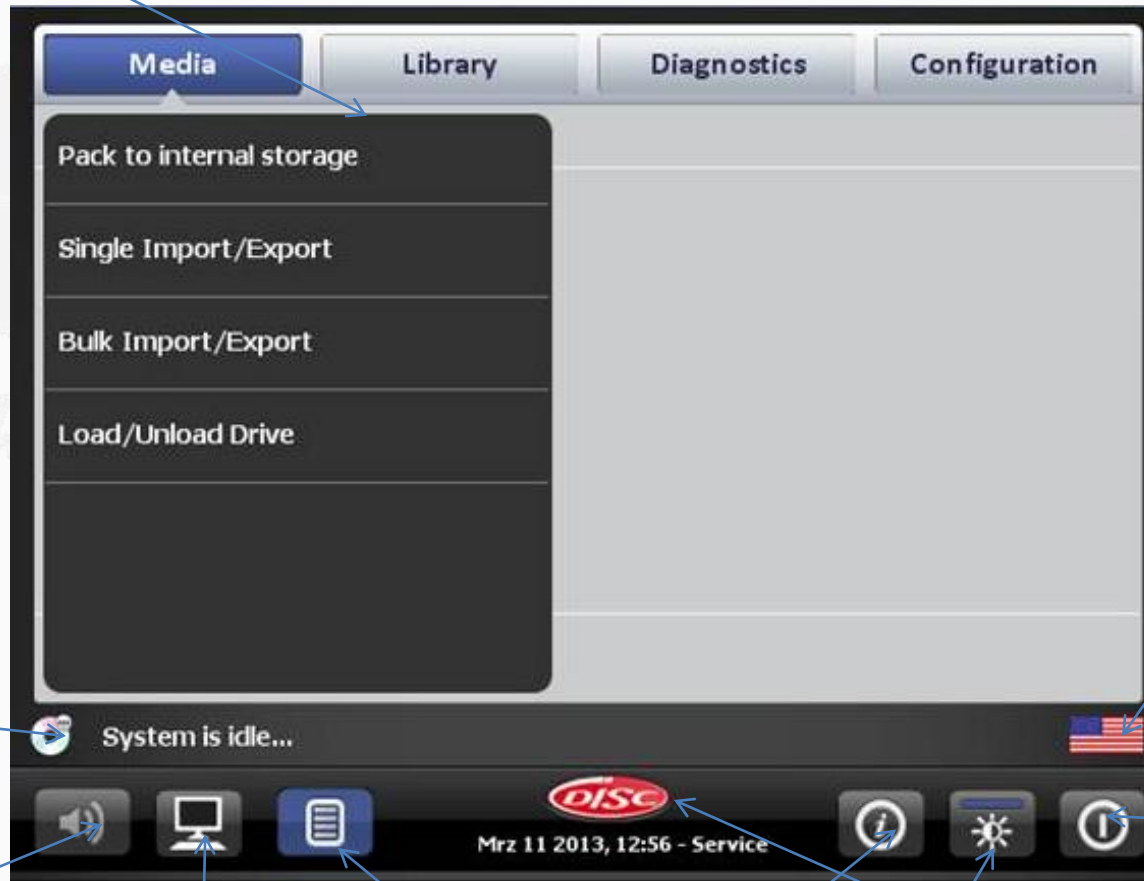 Media
Library
Diagnostics
Configuration
Pack to internal storage
Single Import/Export
Bulk Import/Export
Load/Unload Drive
System is idle...
DISC
Mrz 11 2013, 12:56 - Service